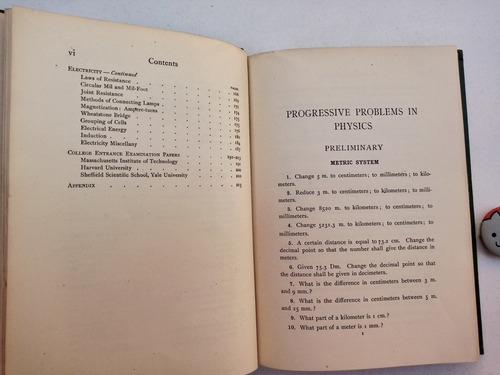 vi
Contents
ELECTRICITY — Continued
PAGE
Laws of Resistance
Circular Mil and Mil-Foot
Joint Resistance
Methods of Connecting Lamps
Magnetization: Ampere-turns
Wheatstone Bridge
Grouping of Cells
Electrical Energy
Induction
Electricity Miscellany
COLLEGE ENTRANCE EXAMINATION PAPERS
Massachusetts Institute of Technology
Harvard University
Sheffield Scientific School, Yale University
APPENDIX
PROGRESSIVE PROBLEMS IN
PHYSICS
PRELIMINARY
METRIC SYSTEM
1. Change 5 m. to centimeters; to millimeters; to kilo-
meters.
2. Reduce 3 m. to centimeters; to kilometers; to milli-
meters.
3. Change 8520 m. to kilometers; to centimeters; to
millimeters.
4. Change 5231.3 m. to kilometers; to centimeters; to
millimeters.
5. A certain distance is equal to 73.2 cm. Change the
decimal point so that the number shall give the distance in
meters.
6. Given 75.3 Dm. Change the decimal point so that
the distance shall be given in decimeters.
7. What is the difference in centimeters between 3 m.
and 9 mm.?
8. What is the difference in centimeters between 5 m.
and 15 mm.?
9. What part of a kilometer is 1 cm.?
10. What part of a meter is 1 mm.?
1